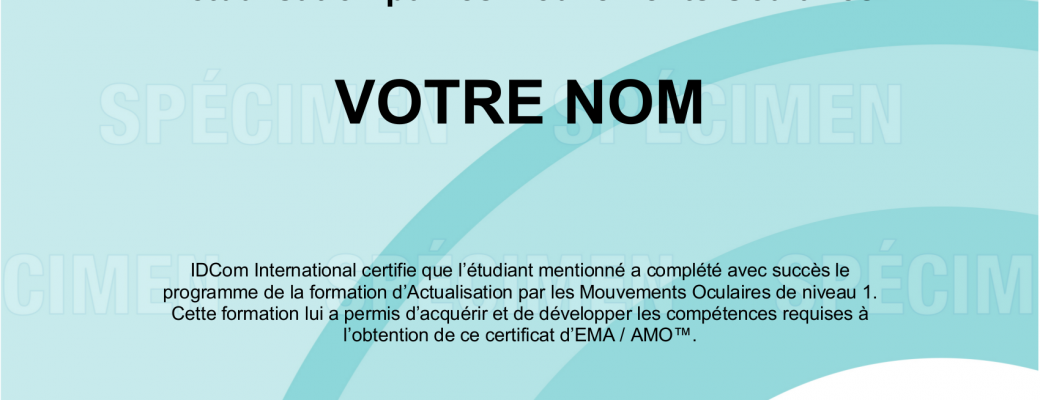 SPÉCIMEN SPÉCIMEN
VOTRE NOM
CIMEN SPÉCIMEN SPÉCIM
IDCom International certifie que l’étudiant mentionné a complété avec succès le
programme de la formation d’Actualisation par les Mouvements Oculaires de niveau 1.
Cette formation lui a permis d’acquérir et de développer les compétences requises à
l’obtention de ce certificat d’EMA / AMO™.